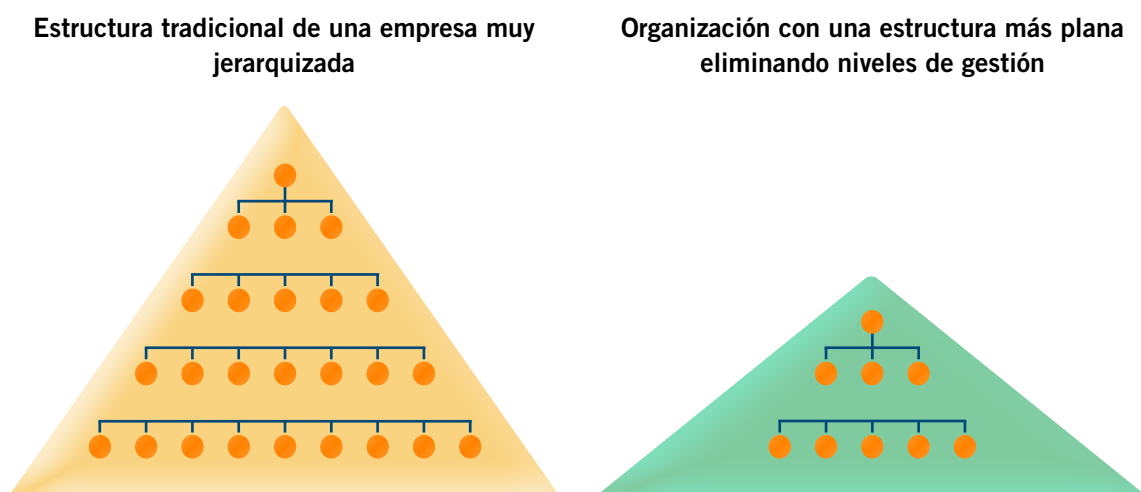 Estructura tradicional de una empresa muy
jerarquizada
Organización con una estructura más plana
eliminando niveles de gestión